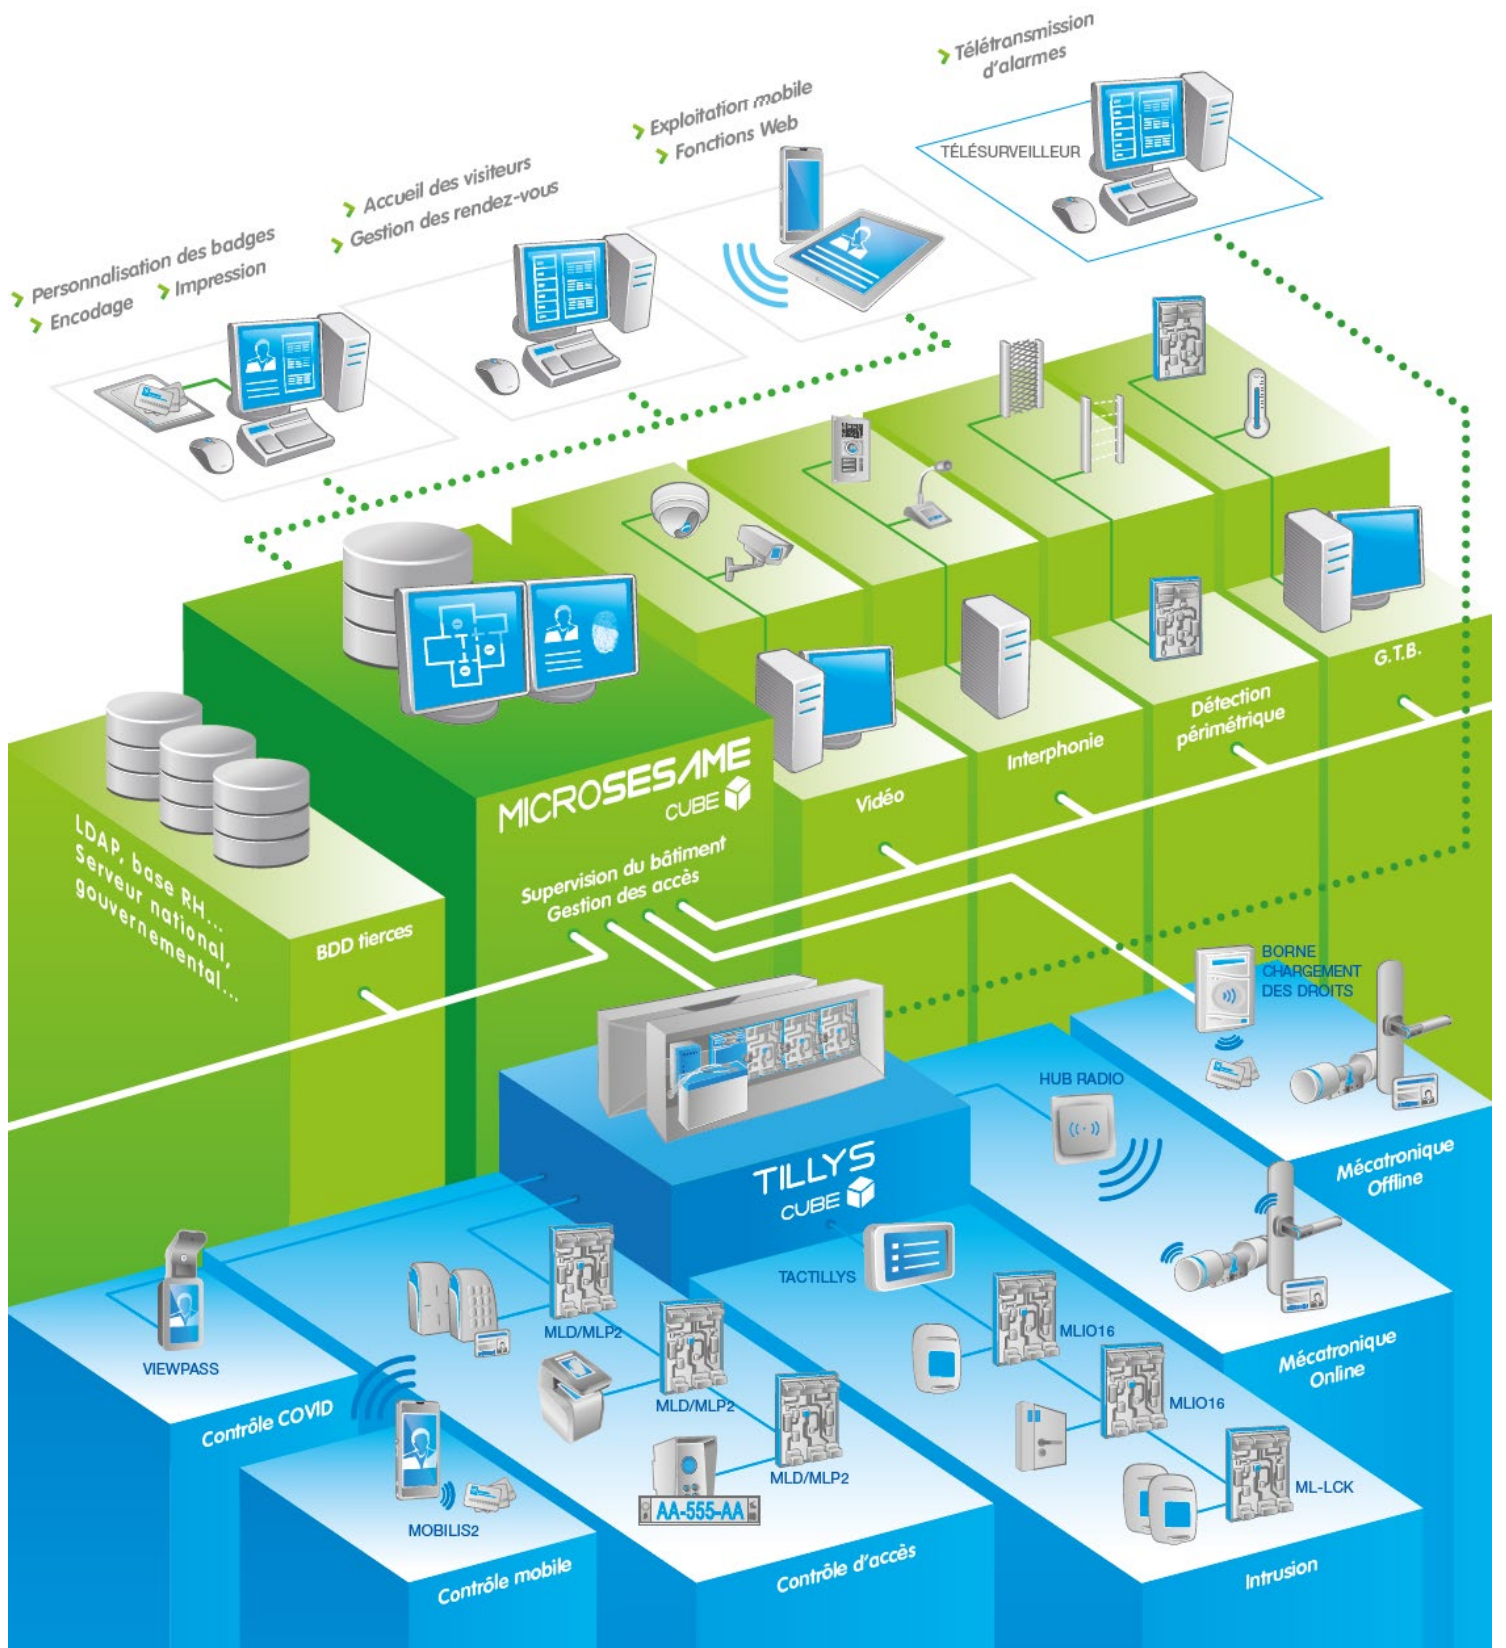 Télétransmission
d'alarmes
TÉLÉSURVEILLEUR
Exploitation mobile
Fonctions Web
Accueil des visiteurs
Gestion des rendez-vous
Personnalisation des badges
Encodage
Impression
G.T.B.
Détection
périmétrique
Interphonie
Vidéo
MICROSESAME
CUBE
Supervision du bâtiment
Gestion des accès
LDAP, base RH...
Serveur national,
gouvernemental...
BDD tierces
BORNE
CHARGEMENT
DES DROITS
HUB RADIO
Mécatronique
Offline
TILLYS
CUBE
TACTILLYS
MLIO16
MLIO16
ML-LCK
Mécatronique
Online
VIEWPASS
MLD/MLP2
MLD/MLP2
MLD/MLP2
AA-555-AA
Contrôle COVID
MOBILIS2
Contrôle mobile
Contrôle d'accès
Intrusion